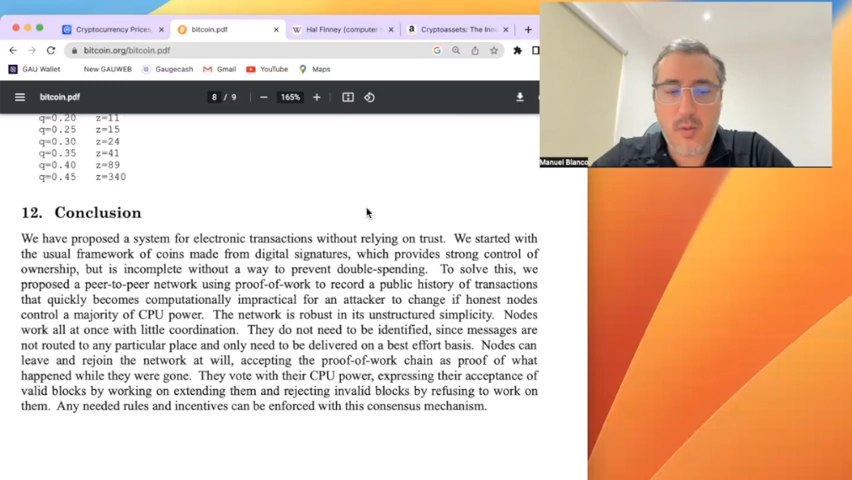 Cryptocurrency Prices,
bitcoin.pdf
Hal Finney (computer
Cryptoassets: The Inno
bitcoin.org/bitcoin.pdf
GAU Wallet
New GAUWEB
Gaugecash
Gmail
YouTube
Maps
bitcoin.pdf
8 / 9
165%
q=0.20 z=11
q=0.25 z=15
q=0.30 z=24
q=0.35 z=41
q=0.40 z=89
q=0.45 z=340
12. Conclusion
We have proposed a system for electronic transactions without relying on trust. We started with
the usual framework of coins made from digital signatures, which provides strong control of
ownership, but is incomplete without a way to prevent double-spending. To solve this, we
proposed a peer-to-peer network using proof-of-work to record a public history of transactions
that quickly becomes computationally impractical for an attacker to change if honest nodes
control a majority of CPU power. The network is robust in its unstructured simplicity. Nodes
work all at once with little coordination. They do not need to be identified, since messages are
not routed to any particular place and only need to be delivered on a best effort basis. Nodes can
leave and rejoin the network at will, accepting the proof-of-work chain as proof of what
happened while they were gone. They vote with their CPU power, expressing their acceptance of
valid blocks by working on extending them and rejecting invalid blocks by refusing to work on
them. Any needed rules and incentives can be enforced with this consensus mechanism.
Manuel Blanco